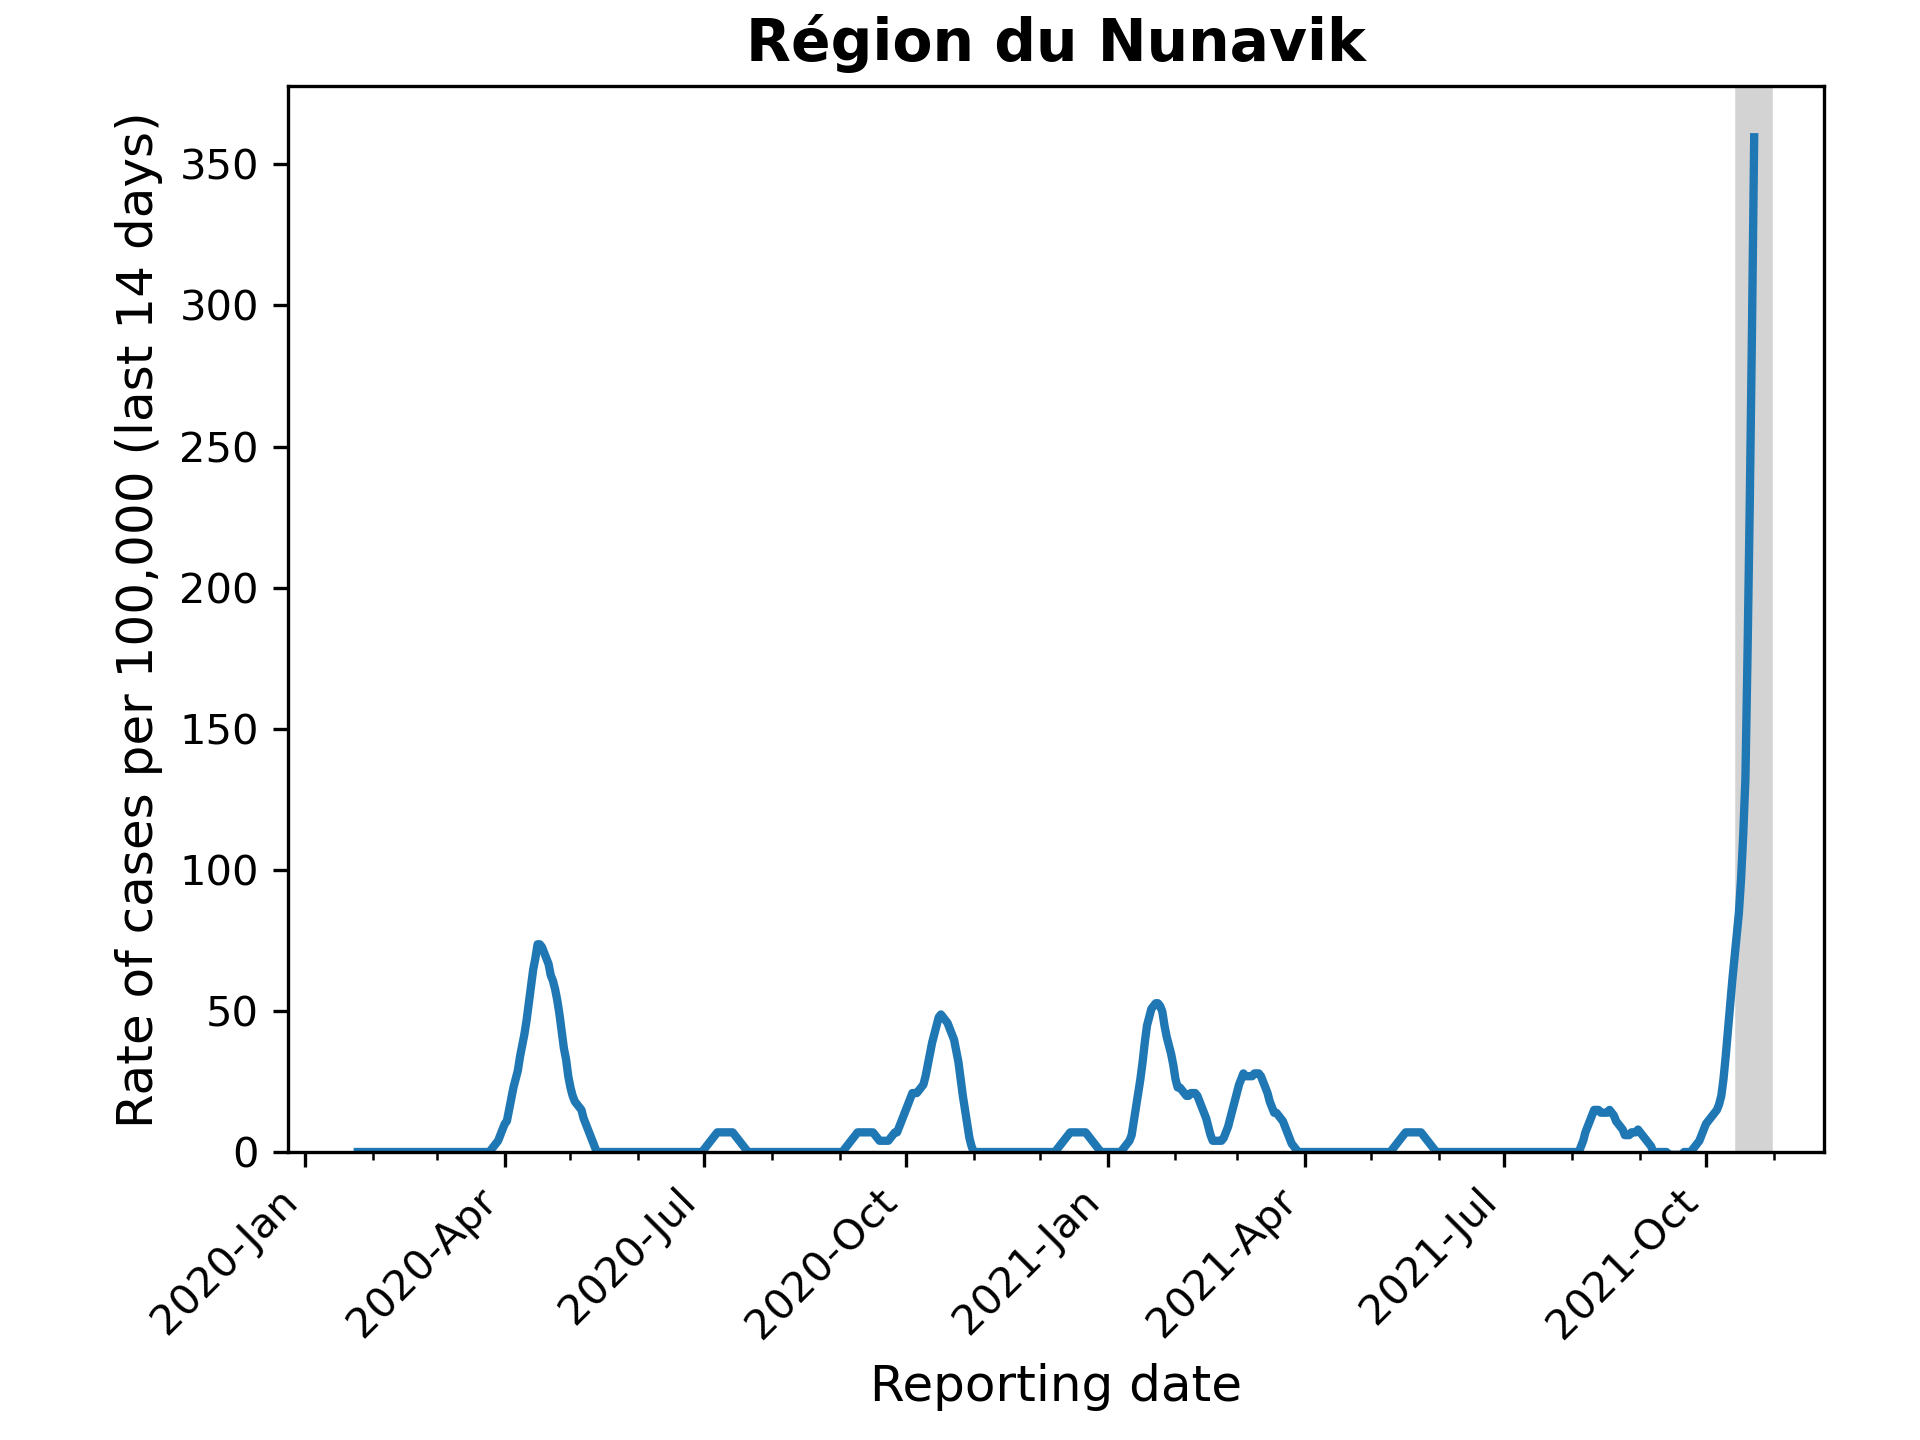 Région du Nunavik
Rate of cases per 100,000 (last 14 days)
350
300
250
200
150
100
50
0
2020-Jan
2020-Apr
2020-Jul
2020-Oct
2021-Jan
2021-Apr
2021-Jul
2021-Oct
Reporting date